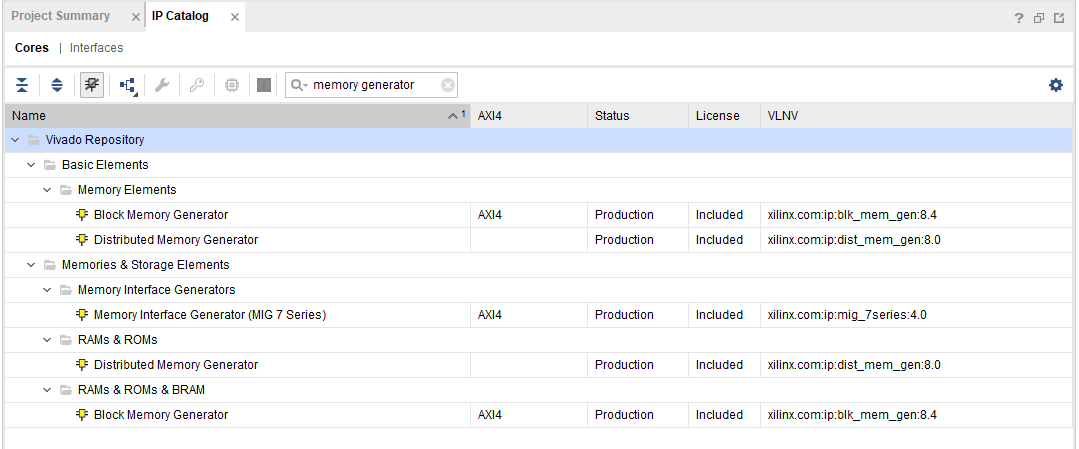 Project Summary × IP Catalog × ?
Cores | Interfaces
memory generator
Name 1 AXI4 Status License VLNV
Vivado Repository
Basic Elements
Memory Elements
Block Memory Generator AXI4 Production Included xilinx.com:ip:blk_mem_gen:8.4
Distributed Memory Generator Production Included xilinx.com:ip:dist_mem_gen:8.0
Memories & Storage Elements
Memory Interface Generators
Memory Interface Generator (MIG 7 Series) AXI4 Production Included xilinx.com:ip:mig_7series:4.0
RAMs & ROMs
Distributed Memory Generator Production Included xilinx.com:ip:dist_mem_gen:8.0
RAMs & ROMs & BRAM
Block Memory Generator AXI4 Production Included xilinx.com:ip:blk_mem_gen:8.4